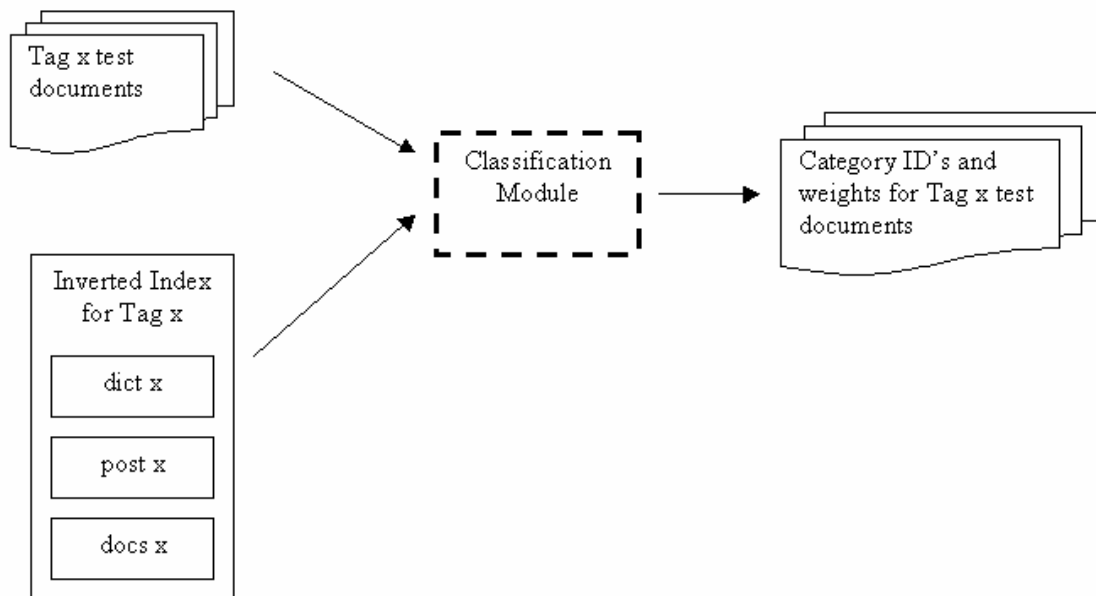 Tag x test
documents
Classification
Module
Category ID's and
weights for Tag x test
documents
Inverted Index
for Tag x
dict x
post x
docs x